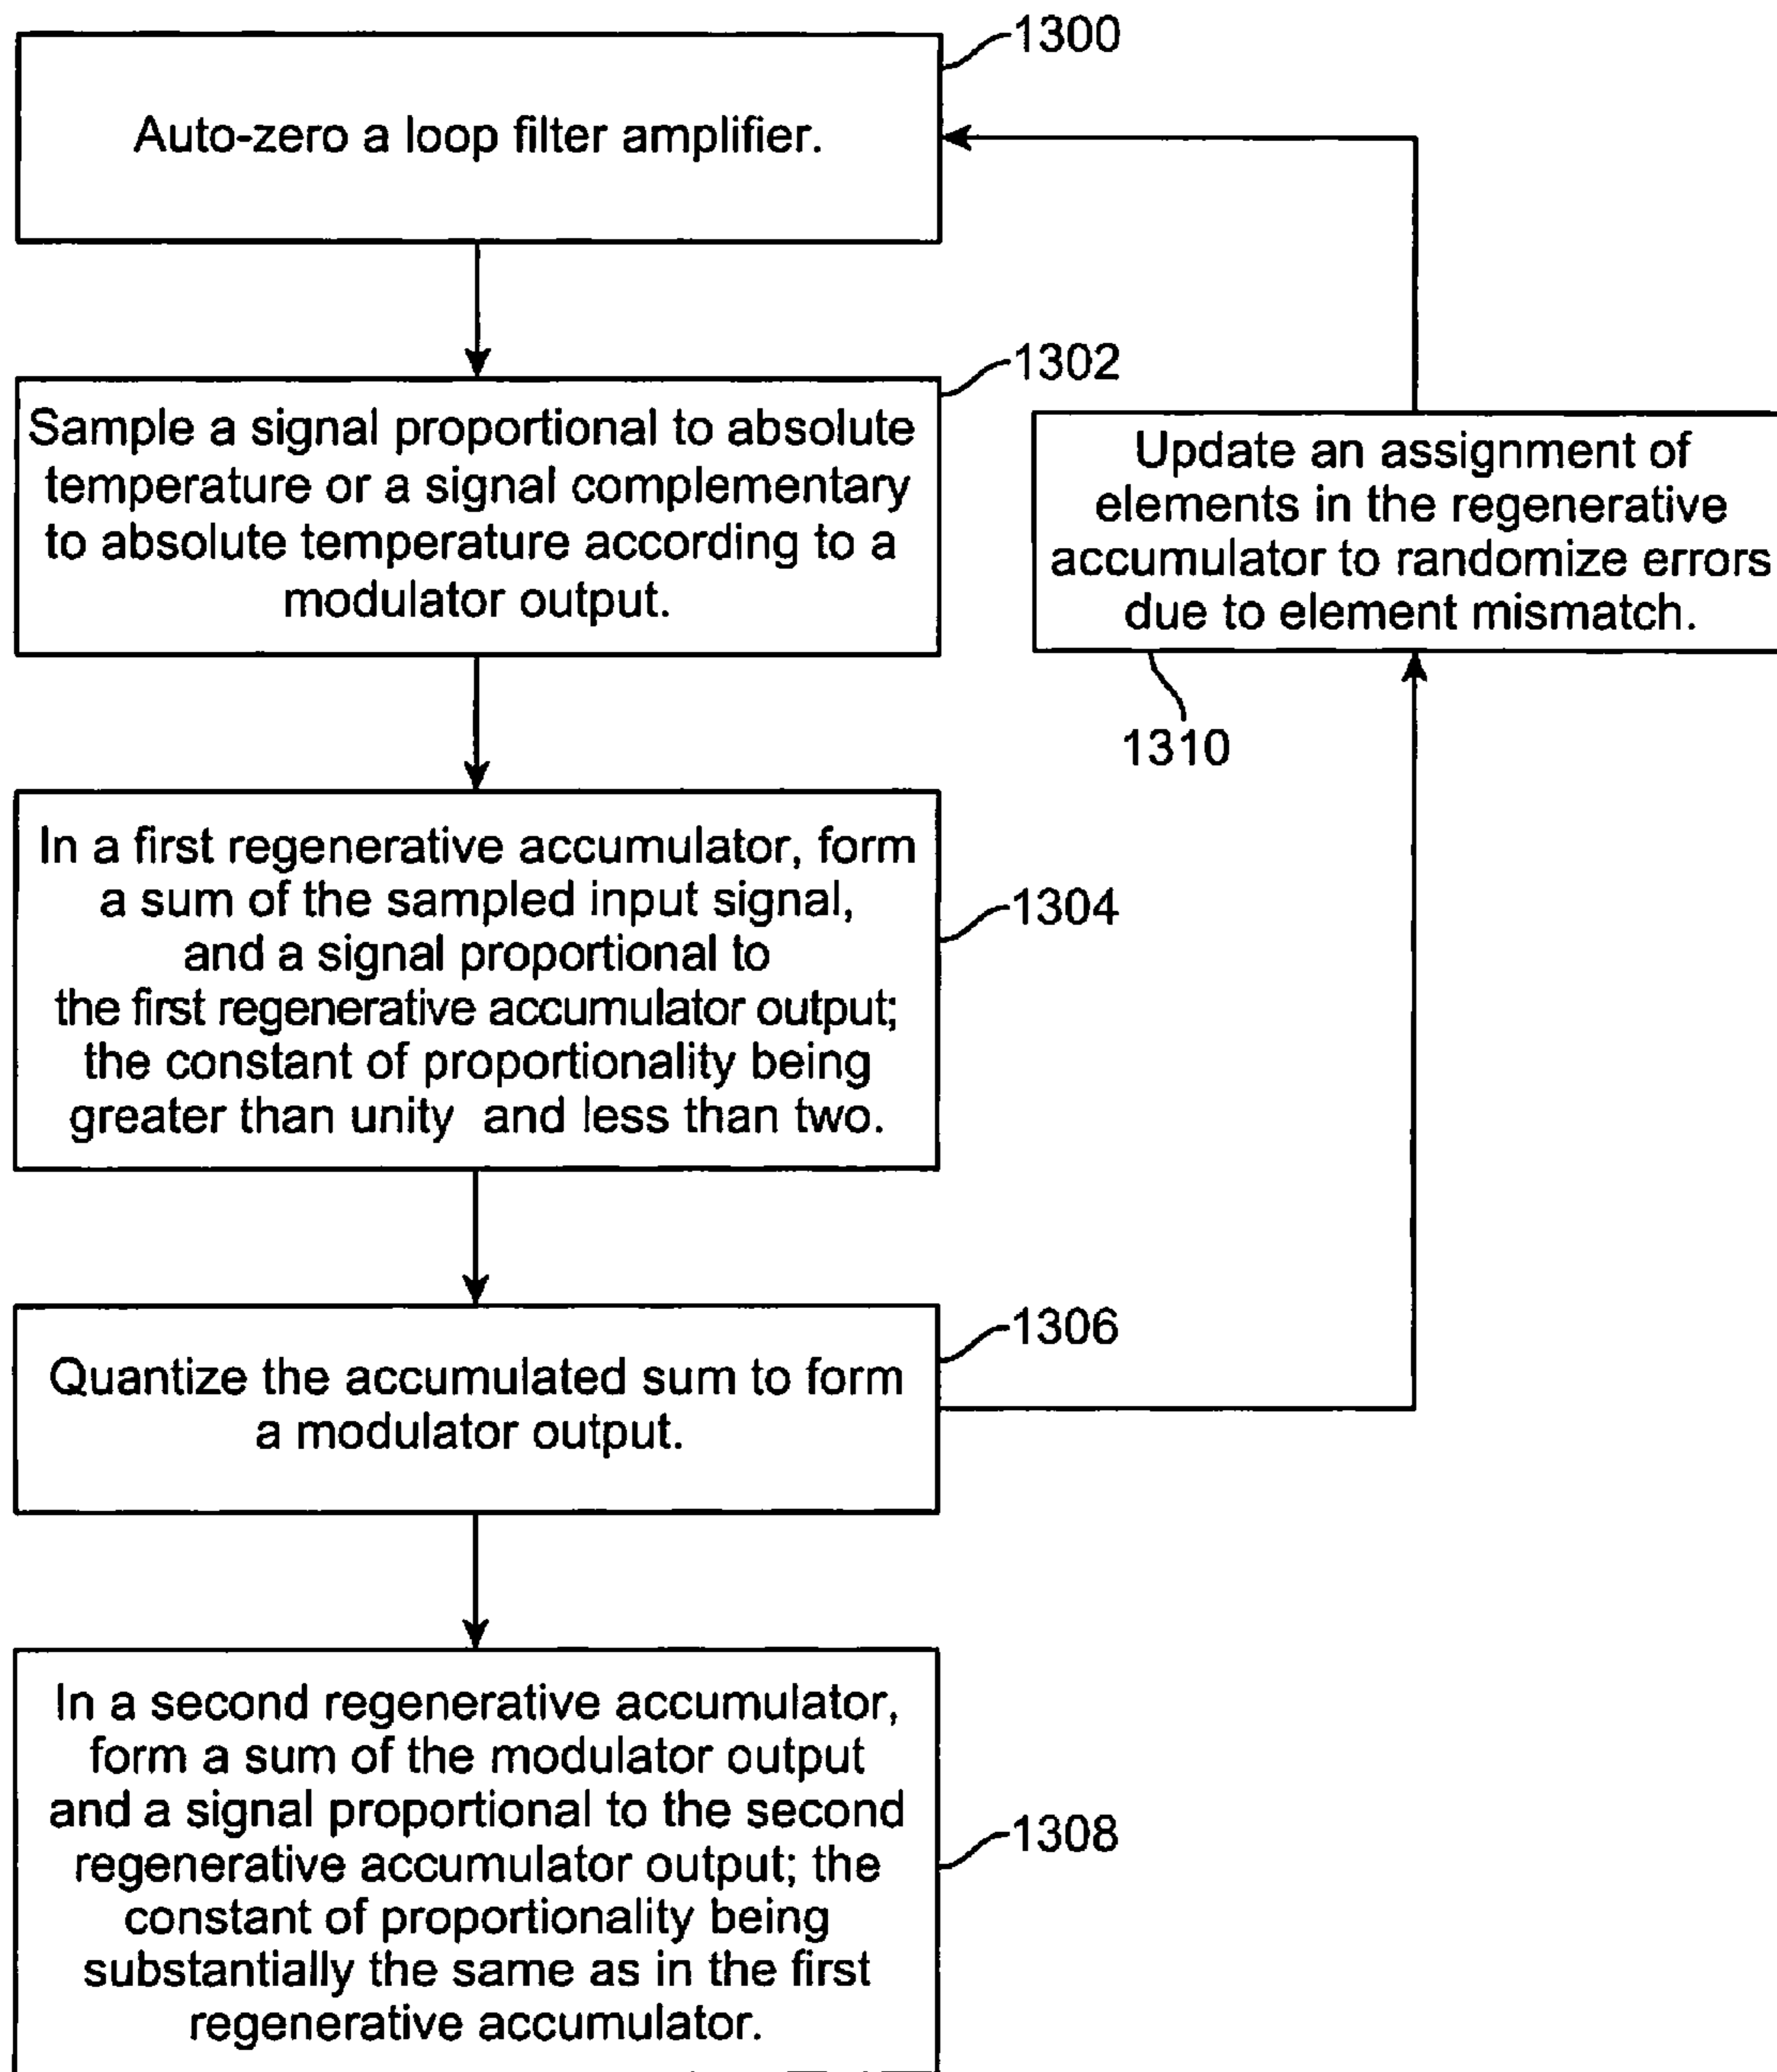 1300
Auto-zero a loop filter amplifier.
1302
Sample a signal proportional to absolute
temperature or a signal complementary
to absolute temperature according to a
modulator output.
Update an assignment of
elements in the regenerative
accumulator to randomize errors
due to element mismatch.
1310
In a first regenerative accumulator, form
a sum of the sampled input signal,
and a signal proportional to
the first regenerative accumulator output;
the constant of proportionality being
greater than unity and less than two.
1304
1306
Quantize the accumulated sum to form
a modulator output.
In a second regenerative accumulator,
form a sum of the modulator output
and a signal proportional to the second
regenerative accumulator output; the
constant of proportionality being
substantially the same as in the first
regenerative accumulator.
1308